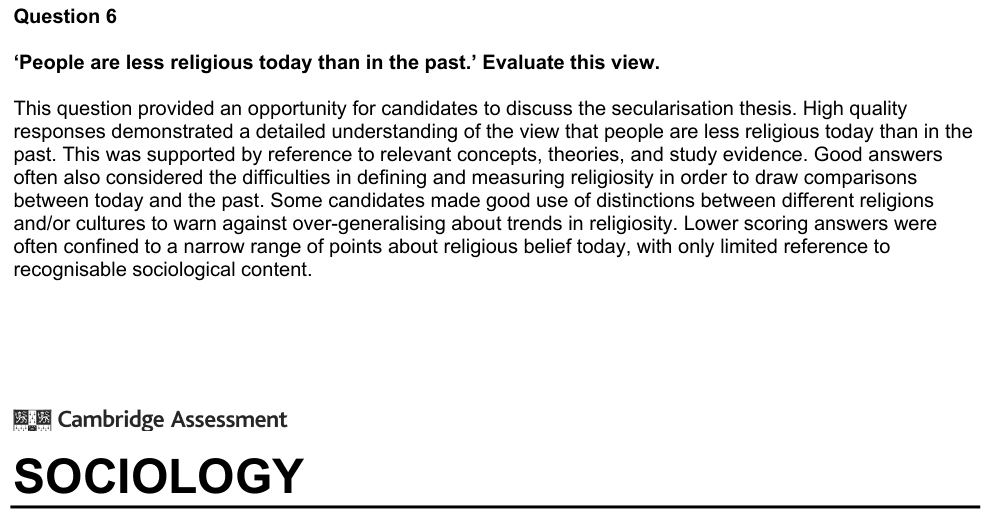 Question 6
‘People are less religious today than in the past.’ Evaluate this view.
This question provided an opportunity for candidates to discuss the secularisation thesis. High quality
responses demonstrated a detailed understanding of the view that people are less religious today than in the
past. This was supported by reference to relevant concepts, theories, and study evidence. Good answers
often also considered the difficulties in defining and measuring religiosity in order to draw comparisons
between today and the past. Some candidates made good use of distinctions between different religions
and/or cultures to warn against over-generalising about trends in religiosity. Lower scoring answers were
often confined to a narrow range of points about religious belief today, with only limited reference to
recognisable sociological content.
Cambridge Assessment
SOCIOLOGY